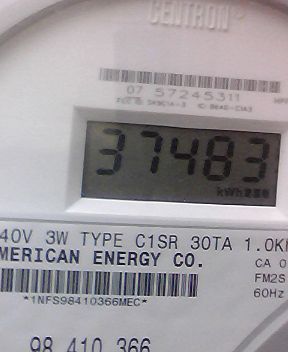 CENTRON®
07 57245311
37483
kWh
40V 3W TYPE C1SR 30TA 1.0K
MERICAN ENERGY CO.
CA 0
FM2S
60Hz
*1NFS98410366MEC*
98 410 366